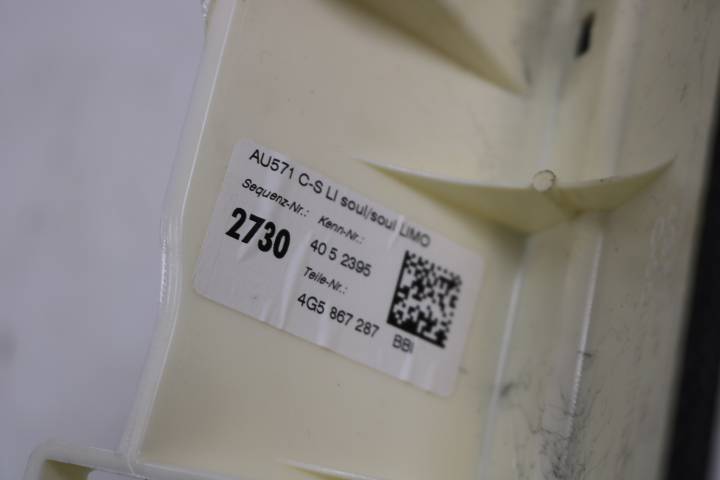 AU571 C-S LI soul/soul LIMO
Sequenz-Nr.: Kenn-Nr.:
2730 40 5 2395
Teile-Nr.:
4G5 867 287
BBI